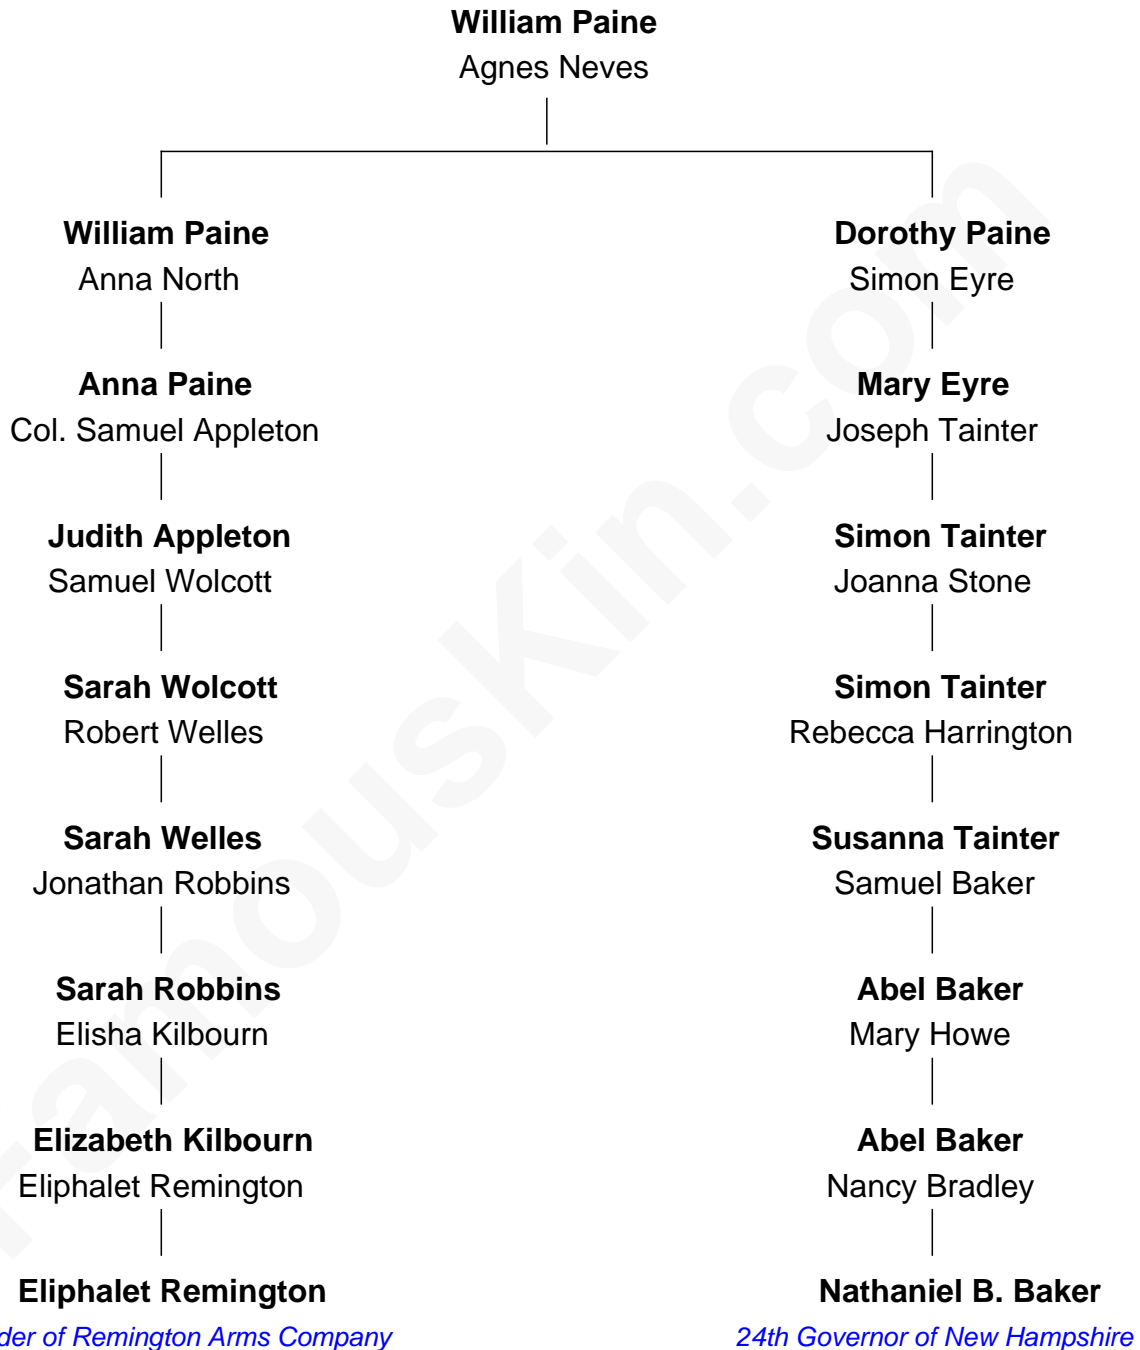 William Paine
Agnes Neves
William Paine
Anna North
Anna Paine
Col. Samuel Appleton
Judith Appleton
Samuel Wolcott
Sarah Wolcott
Robert Welles
Sarah Welles
Jonathan Robbins
Sarah Robbins
Elisha Kilbourn
Elizabeth Kilbourn
Eliphalet Remington
Eliphalet Remington
der of Remington Arms Company
Dorothy Paine
Simon Eyre
Mary Eyre
Joseph Tainter
Simon Tainter
Joanna Stone
Simon Tainter
Rebecca Harrington
Susanna Tainter
Samuel Baker
Abel Baker
Mary Howe
Abel Baker
Nancy Bradley
Nathaniel B. Baker
24th Governor of New Hampshire
FamousKin.com